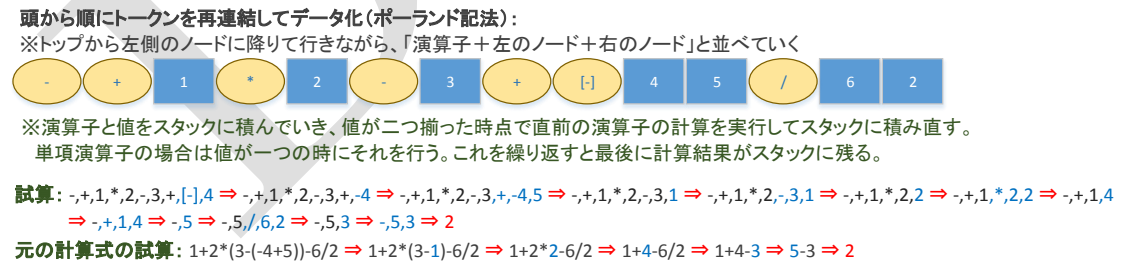 頭から順にトークンを再連結してデータ化(ポーランド記法):
※トップから左側のノードに降りて行きながら、「演算子+左のノード+右のノード」と並べていく
- + 1 * 2 - 3 + [-] 4 5 / 6 2
※演算子と値をスタックに積んでいき、値が二つ揃った時点で直前の演算子の計算を実行してスタックに積み直す。
単項演算子の場合は値が一つの時にそれを行う。これを繰り返すと最後に計算結果がスタックに残る。
試算: -,+,1,*,2,-,3,+,[-],4 ⇒ -,+,1,*,2,-,3,+,-4 ⇒ -,+,1,*,2,-,3,+,-4,5 ⇒ -,+,1,*,2,-,3,1 ⇒ -,+,1,*,2,-,3,1 ⇒ -,+,1,*,2,2 ⇒ -,+,1,*,2,2 ⇒ -,+,1,4
⇒ -,+,1,4 ⇒ -,5 ⇒ -,5,/,6,2 ⇒ -,5,3 ⇒ -,5,3 ⇒ 2
元の計算式の試算: 1+2*(3-(-4+5))-6/2 ⇒ 1+2*(3-1)-6/2 ⇒ 1+2*2-6/2 ⇒ 1+4-6/2 ⇒ 1+4-3 ⇒ 5-3 ⇒ 2